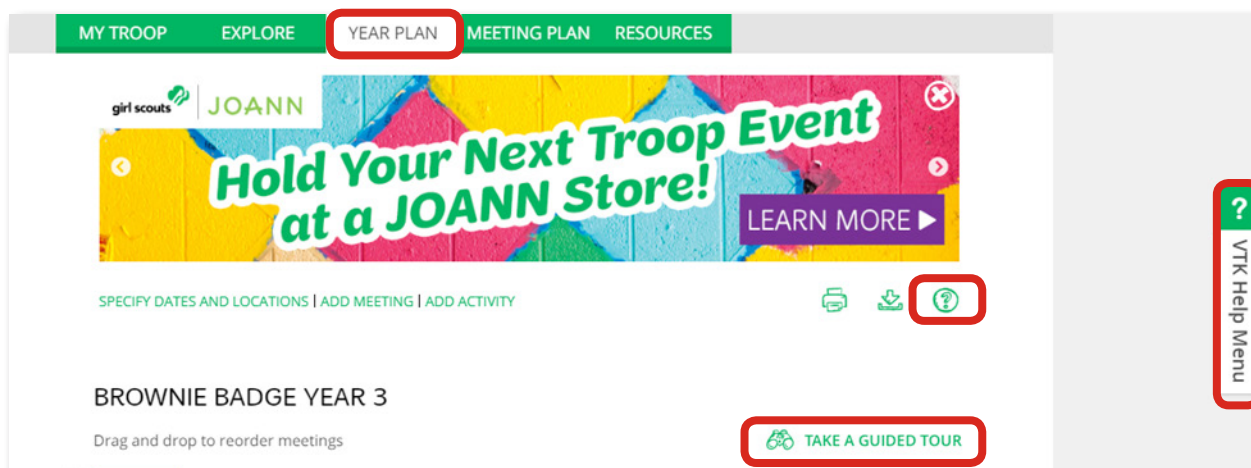 MY TROOP EXPLORE YEAR PLAN MEETING PLAN RESOURCES
girl scouts JOANN
Hold Your Next Troop Event
at a JOANN Store!
LEARN MORE
SPECIFY DATES AND LOCATIONS | ADD MEETING | ADD ACTIVITY
?
BROWNIE BADGE YEAR 3
Drag and drop to reorder meetings
TAKE A GUIDED TOUR
? VTK Help Menu